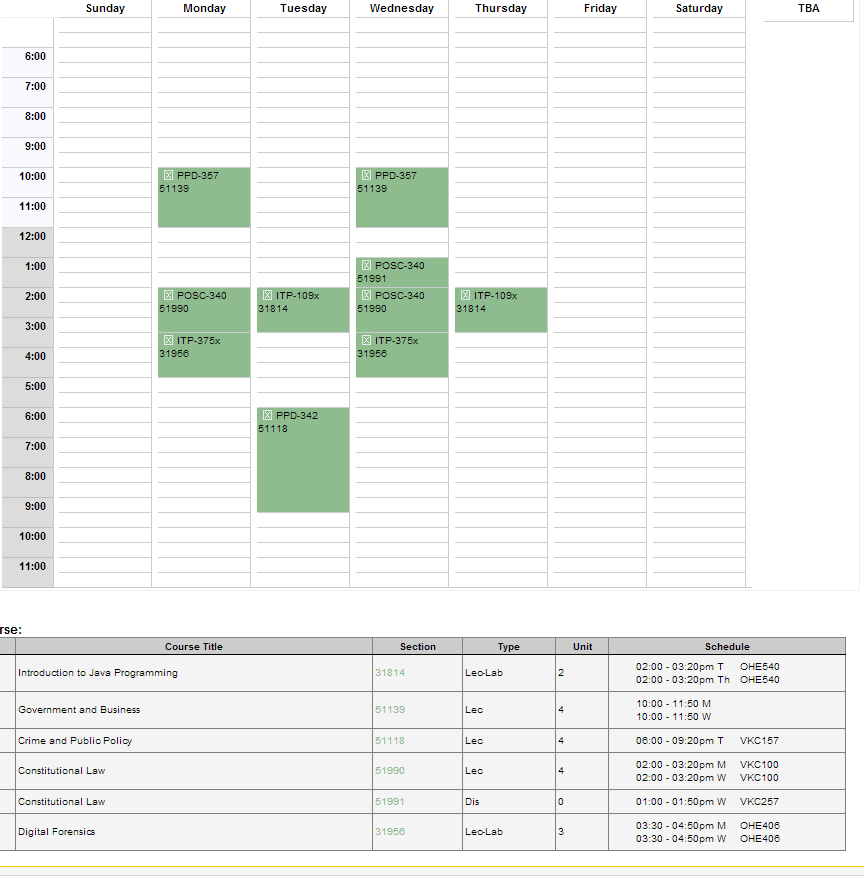 Sunday Monday Tuesday Wednesday Thursday Friday Saturday TBA
6:00
7:00
8:00
9:00
10:00 PPD-357 PPD-357
51139 51139
11:00
12:00
1:00 POSC-340
51991
2:00 POSC-340 ITP-109x POSC-340 ITP-109x
51990 31814 51990 31814
3:00
ITP-375x ITP-375x
4:00 31956 31956
5:00
6:00 PPD-342
51118
7:00
8:00
9:00
10:00
11:00
rse:
Course Title Section Type Unit Schedule
Introduction to Java Programming 31814 Lec-Lab 2 02:00 - 03:20pm T OHE540
02:00 - 03:20pm Th OHE540
Government and Business 51139 Lec 4 10:00 - 11:50 M
10:00 - 11:50 W
Crime and Public Policy 51118 Lec 4 06:00 - 09:20pm T VKC157
Constitutional Law 51990 Lec 4 02:00 - 03:20pm M VKC100
02:00 - 03:20pm W VKC100
Constitutional Law 51991 Dis 0 01:00 - 01:50pm W VKC257
Digital Forensics 31956 Lec-Lab 3 03:30 - 04:50pm M OHE406
03:30 - 04:50pm W OHE406